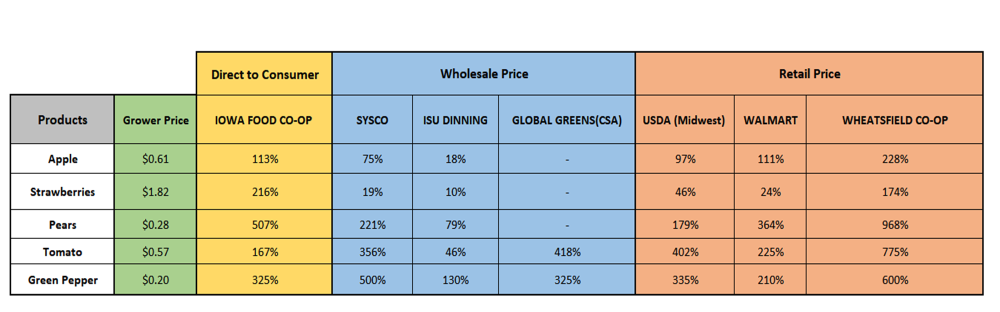 Direct to Consumer Wholesale Price Retail Price
Products Grower Price IOWA FOOD CO-OP SYSCO ISU DINNING GLOBAL GREENS(CSA) USDA (Midwest) WALMART WHEATSFIELD CO-OP
Apple $0.61 113% 75% 18% - 97% 111% 228%
Strawberries $1.82 216% 19% 10% - 46% 24% 174%
Pears $0.28 507% 221% 79% - 179% 364% 968%
Tomato $0.57 167% 356% 46% 418% 402% 225% 775%
Green Pepper $0.20 325% 500% 130% 325% 335% 210% 600%